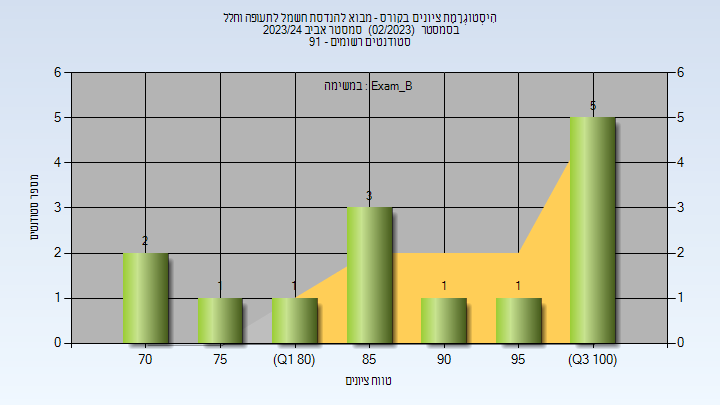 הִיסְטוֹגְרָמַת ציונים בקורס - מבוא להנדסת חשמל לתעופה וחלל
בסמסטר (02/2023) סמסטר אביב 2023/24
סטודנטים רשומים - 91
במשימה : Exam_B
מספר סטודנטים
6 6
5 5
4 4
3 3
2 2
1 1
0 0
2 1 1 3 1 1 5
70 75 (Q1 80) 85 90 95 (Q3 100)
טווח ציונים